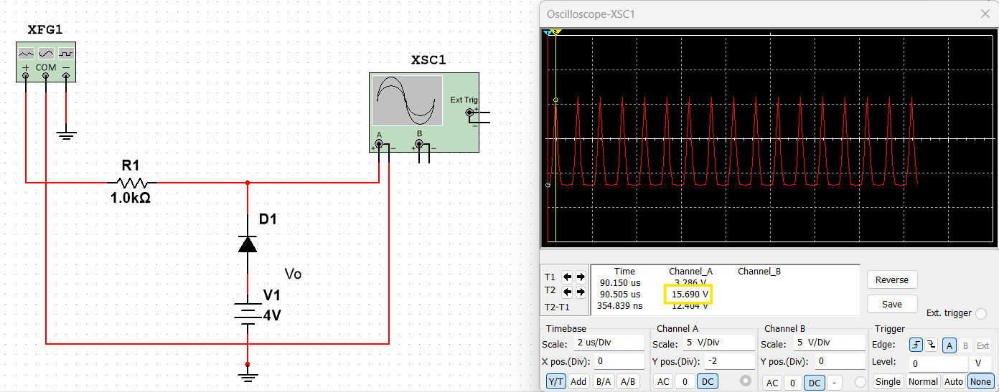 XFG1
+ COM −
XSC1
Ext Trig
+
−
A
B
+ −
+ −
R1
1.0kΩ
D1
Vo
V1
4V
Oscilloscope-XSC1
1 2
Time Channel_A Channel_B
T1 90.150 us 3.286 V
T2 90.505 us 15.690 V
T2-T1 354.839 ns 12.404 V
Reverse
Save
Ext. trigger
Timebase
Scale: 2 us/Div
X pos.(Div): 0
Y/T Add B/A A/B
Channel A
Scale: 5 V/Div
Y pos.(Div): -2
AC 0 DC
Channel B
Scale: 5 V/Div
Y pos.(Div): 0
AC 0 DC -
Trigger
Edge: A B Ext
Level: 0 V
Single Normal Auto None